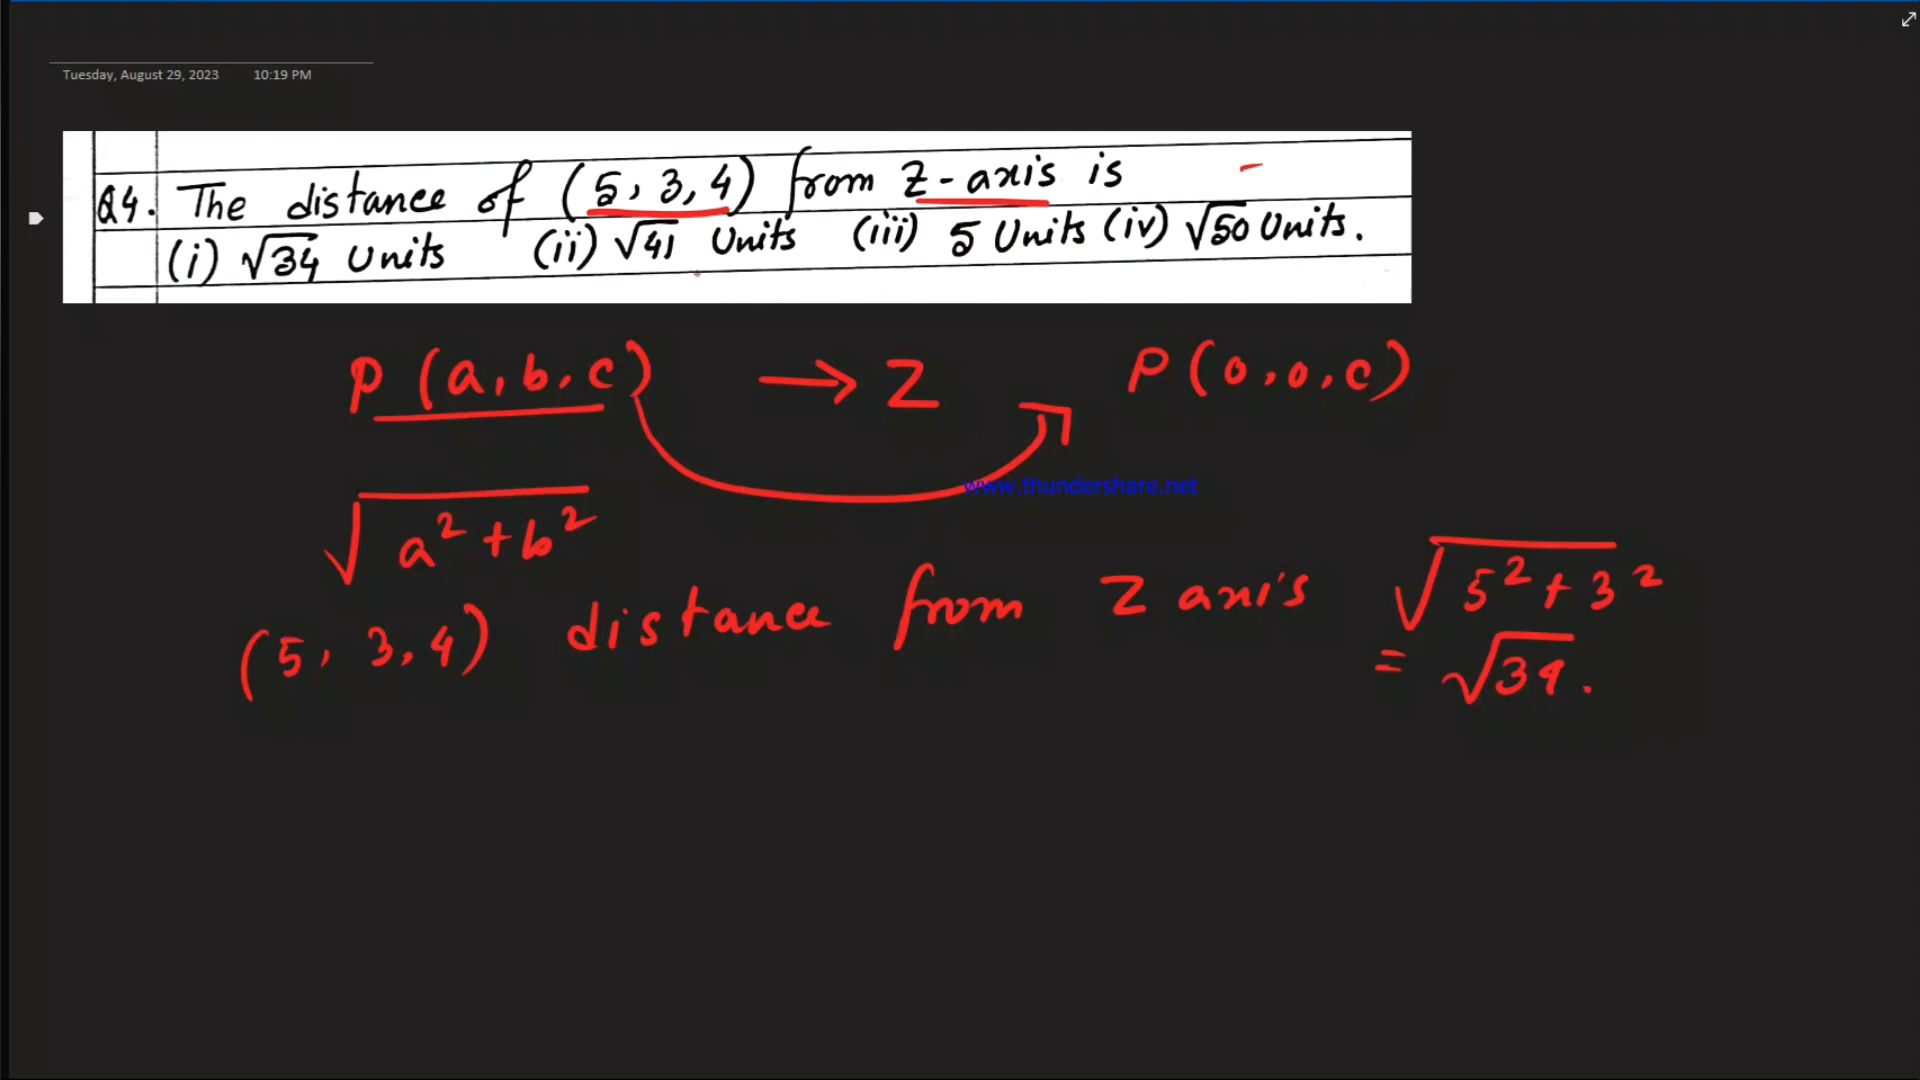 Tuesday, August 29, 2023 10:19 PM
Q4. The distance of (5, 3, 4) from Z-axis is
(i) √34 Units (ii) √41 Units (iii) 5 Units (iv) √50 Units.
P (a, b, c) → Z P (0, 0, c)
www.thundershare.net
√a²+b²
(5, 3, 4) distance from Z axis √5²+3²
= √34.